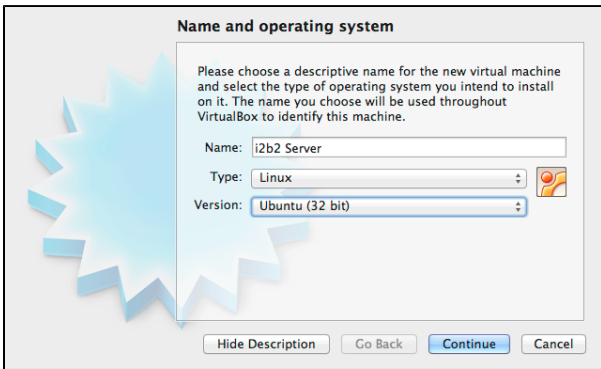 Name and operating system
Please choose a descriptive name for the new virtual machine
and select the type of operating system you intend to install
on it. The name you choose will be used throughout
VirtualBox to identify this machine.
Name: i2b2 Server
Type: Linux
Version: Ubuntu (32 bit)
Hide Description Go Back Continue Cancel